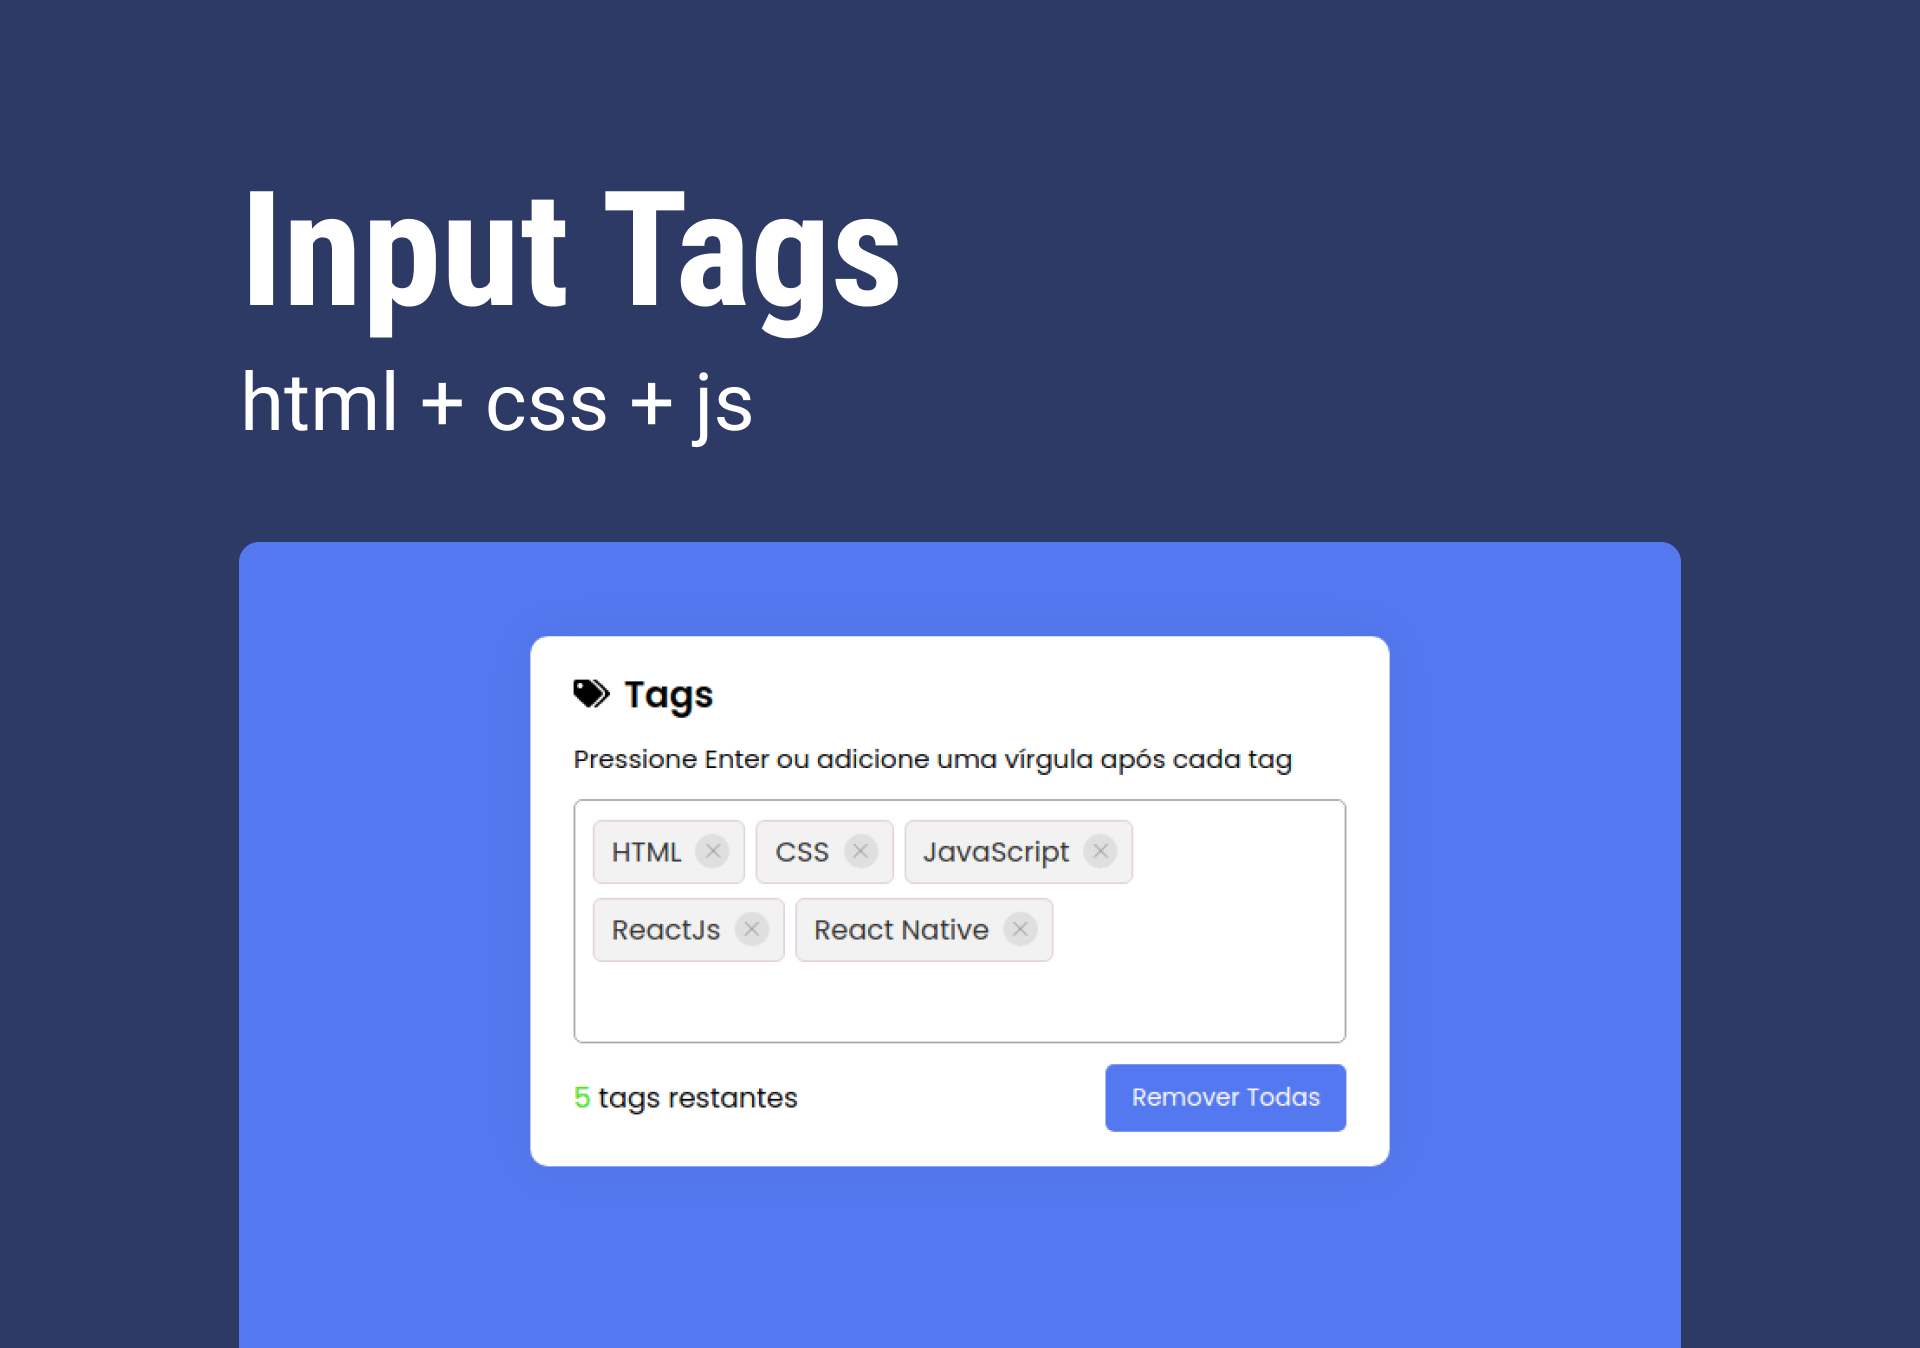 Input Tags
html + css + js
Tags
Pressione Enter ou adicione uma vírgula após cada tag
HTML CSS JavaScript
ReactJs React Native
5 tags restantes Remover Todas